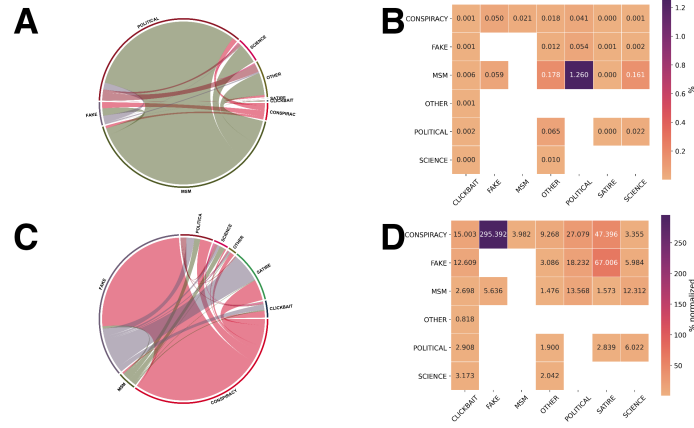 A
POLITICAL
SCIENCE
OTHER
SATIRE
CLICKBAIT
CONSPIRAC
FAKE
MSM
B
CONSPIRACY 0.001 0.050 0.021 0.018 0.041 0.000 0.001
FAKE 0.001 0.012 0.054 0.001 0.002
MSM 0.006 0.059 0.178 1.260 0.000 0.161
OTHER 0.001
POLITICAL 0.002 0.065 0.000 0.022
SCIENCE 0.000 0.010
CLICKBAIT FAKE MSM OTHER POLITICAL SATIRE SCIENCE
1.2
1.0
0.8
0.6
0.4
0.2
%
C
POLITICA
SCIENCE
OTHER
SATIRE
CLICKBAIT
FAKE
MSM
CONSPIRACY
D
CONSPIRACY 15.003 295.392 3.982 9.268 27.079 47.396 3.355
FAKE 12.609 3.086 18.232 67.006 5.984
MSM 2.698 5.636 1.476 13.568 1.573 12.312
OTHER 0.818
POLITICAL 2.908 1.900 2.839 6.022
SCIENCE 3.173 2.042
CLICKBAIT FAKE MSM OTHER POLITICAL SATIRE SCIENCE
250
200
150
100
50
% normalized